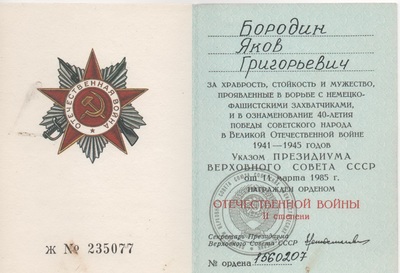 ОТЕЧЕСТВЕННАЯ ВОЙНА
Ж № 235077
Бородин
Яков
Григорьевич
ЗА ХРАБРОСТЬ, СТОЙКОСТЬ И МУЖЕСТВО,
ПРОЯВЛЕННЫЕ В БОРЬБЕ С НЕМЕЦКО-
ФАШИСТСКИМИ ЗАХВАТЧИКАМИ,
И В ОЗНАМЕНОВАНИЕ 40-ЛЕТИЯ
ПОБЕДЫ СОВЕТСКОГО НАРОДА
В ВЕЛИКОЙ ОТЕЧЕСТВЕННОЙ ВОЙНЕ
1941—1945 ГОДОВ
УКАЗОМ ПРЕЗИДИУМА
ВЕРХОВНОГО СОВЕТА СССР
от 11 марта 1985 г.
НАГРАЖДЕН ОРДЕНОМ
ОТЕЧЕСТВЕННОЙ ВОЙНЫ
II степени
Секретарь Президиума
Верховного Совета СССР
№ ордена 1560207